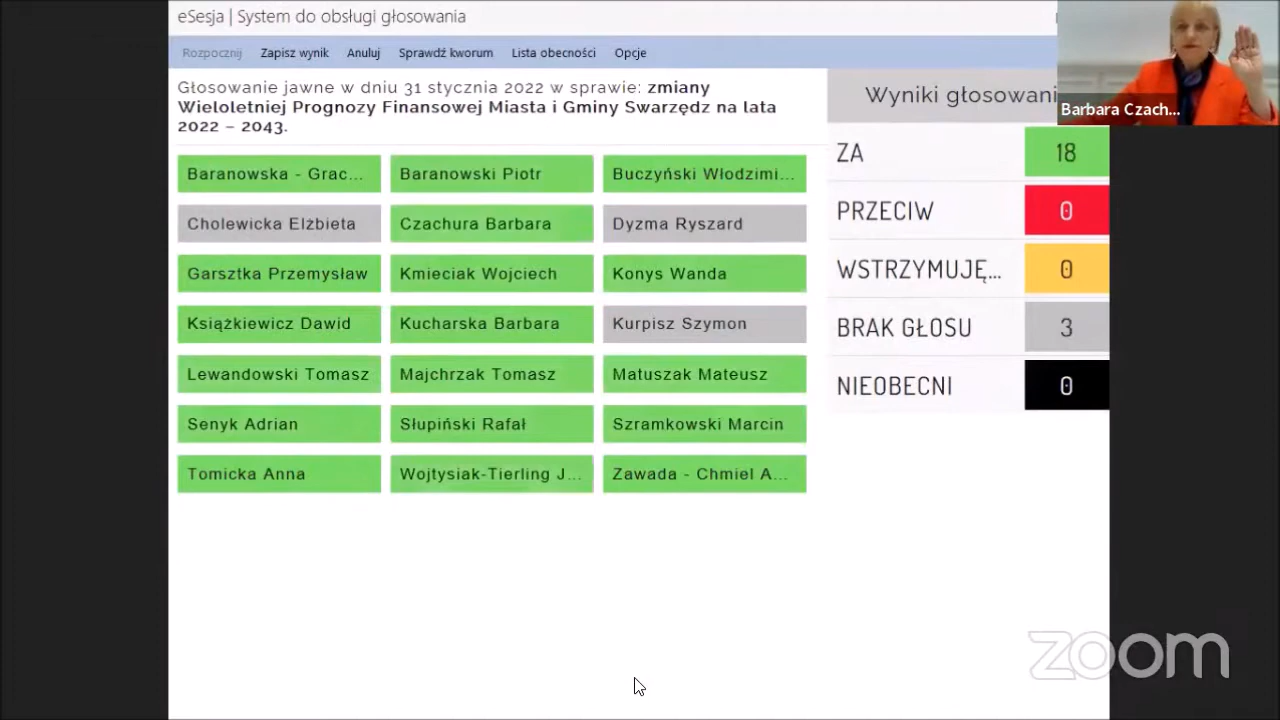 eSesja | System do obsługi głosowania
Rozpocznij Zapisz wynik Anuluj Sprawdź kworum Lista obecności Opcje
Głosowanie jawne w dniu 31 stycznia 2022 w sprawie: zmiany
Wieloletniej Prognozy Finansowej Miasta i Gminy Swarzędz na lata
2022 – 2043.
Baranowska - Grac... Baranowski Piotr Buczyński Włodzimi...
Cholewicka Elżbieta Czachura Barbara Dyzma Ryszard
Garsztka Przemysław Kmieciak Wojciech Konys Wanda
Książkiewicz Dawid Kucharska Barbara Kurpisz Szymon
Lewandowski Tomasz Majchrzak Tomasz Matuszak Mateusz
Senyk Adrian Słupiński Rafał Szramkowski Marcin
Tomicka Anna Wojtysiak-Tierling J... Zawada - Chmiel A...
Wyniki głosowani
ZA 18
PRZECIW 0
WSTRZYMUJĘ... 0
BRAK GŁOSU 3
NIEOBECNI 0
Barbara Czach...
zoom